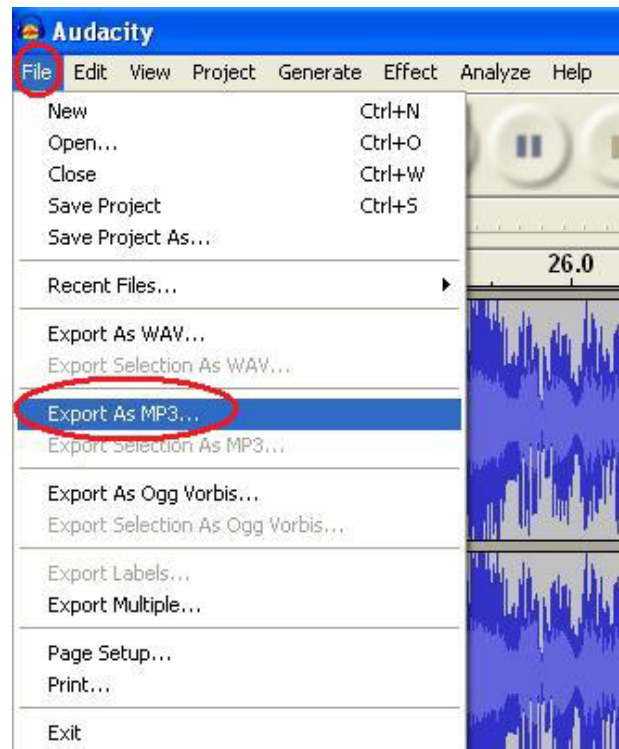 Audacity
File Edit View Project Generate Effect Analyze Help
New Ctrl+N
Open... Ctrl+O
Close Ctrl+W
Save Project Ctrl+S
Save Project As...
26.0
Recent Files...
Export As WAV...
Export Selection As WAV...
Export As MP3...
Export Selection As MP3...
Export As Ogg Vorbis...
Export Selection As Ogg Vorbis...
Export Labels...
Export Multiple...
Page Setup...
Print...
Exit